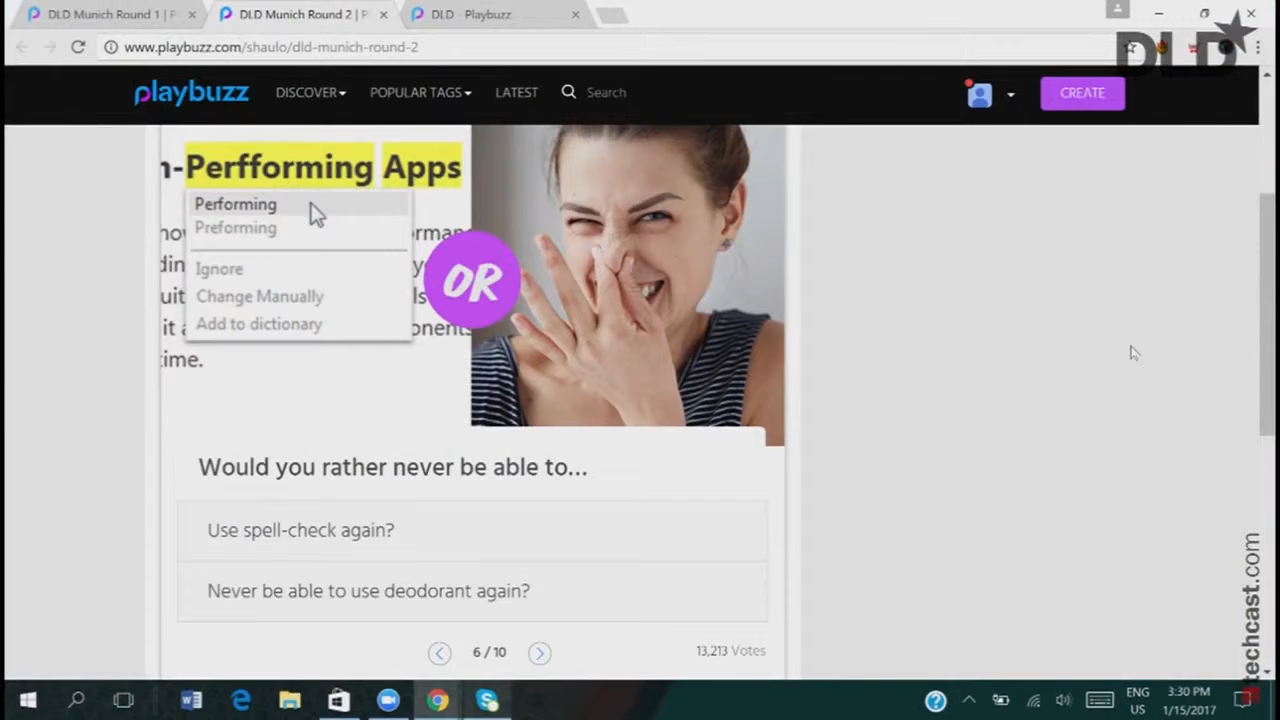 DLD Munich Round 1 | P
DLD Munich Round 2 | P
DLD - Playbuzz
www.playbuzz.com/shaulo/dld-munich-round-2
DLD
playbuzz
DISCOVER
POPULAR TAGS
LATEST
Search
CREATE
-Perfforming Apps
Performing
Preforming
Ignore
Change Manually
Add to dictionary
time.
OR
Would you rather never be able to...
Use spell-check again?
Never be able to use deodorant again?
6 / 10
13,213 Votes
techcast.com
ENG
US
3:30 PM
1/15/2017